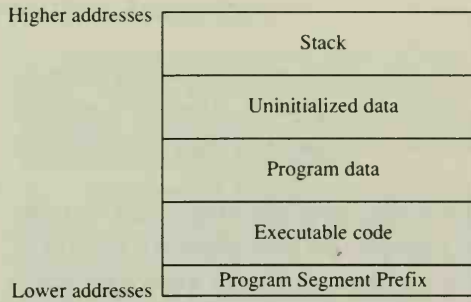 Higher addresses
Stack
Uninitialized data
Program data
Executable code
Program Segment Prefix
Lower addresses